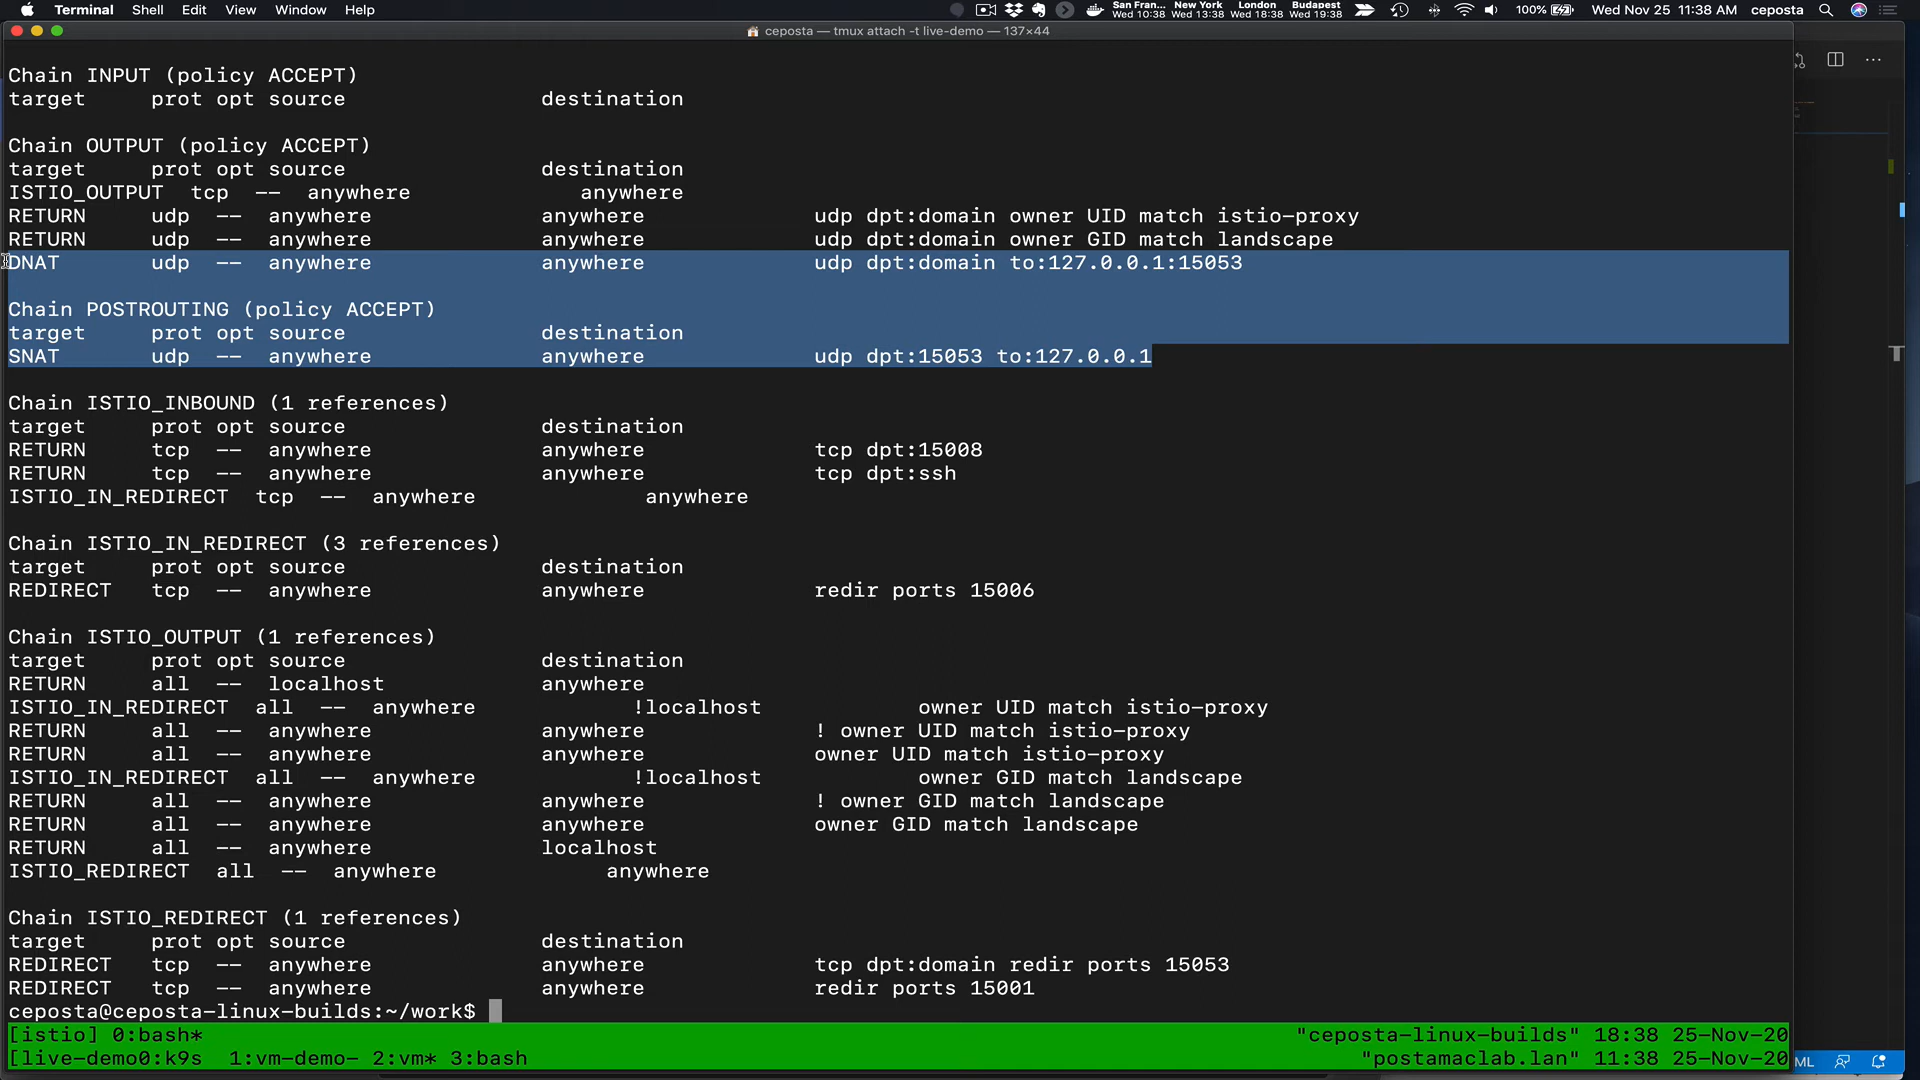 Terminal Shell Edit View Window Help San Fran... Wed 10:38 New York Wed 13:38 London Wed 18:38 Budapest Wed 19:38 100% Wed Nov 25 11:38 AM ceposta
ceposta — tmux attach -t live-demo — 137×44
Chain INPUT (policy ACCEPT)
target prot opt source destination
Chain OUTPUT (policy ACCEPT)
target prot opt source destination
ISTIO_OUTPUT tcp -- anywhere anywhere
RETURN udp -- anywhere anywhere udp dpt:domain owner UID match istio-proxy
RETURN udp -- anywhere anywhere udp dpt:domain owner GID match landscape
DNAT udp -- anywhere anywhere udp dpt:domain to:127.0.0.1:15053
Chain POSTROUTING (policy ACCEPT)
target prot opt source destination
SNAT udp -- anywhere anywhere udp dpt:15053 to:127.0.0.1
Chain ISTIO_INBOUND (1 references)
target prot opt source destination
RETURN tcp -- anywhere anywhere tcp dpt:15008
RETURN tcp -- anywhere anywhere tcp dpt:ssh
ISTIO_IN_REDIRECT tcp -- anywhere anywhere
Chain ISTIO_IN_REDIRECT (3 references)
target prot opt source destination
REDIRECT tcp -- anywhere anywhere redir ports 15006
Chain ISTIO_OUTPUT (1 references)
target prot opt source destination
RETURN all -- localhost anywhere
ISTIO_IN_REDIRECT all -- anywhere !localhost owner UID match istio-proxy
RETURN all -- anywhere anywhere ! owner UID match istio-proxy
RETURN all -- anywhere anywhere owner UID match istio-proxy
ISTIO_IN_REDIRECT all -- anywhere !localhost owner GID match landscape
RETURN all -- anywhere anywhere ! owner GID match landscape
RETURN all -- anywhere anywhere owner GID match landscape
RETURN all -- anywhere localhost
ISTIO_REDIRECT all -- anywhere anywhere
Chain ISTIO_REDIRECT (1 references)
target prot opt source destination
REDIRECT tcp -- anywhere anywhere tcp dpt:domain redir ports 15053
REDIRECT tcp -- anywhere anywhere redir ports 15001
ceposta@ceposta-linux-builds:~/work$
[istio] 0:bash* "ceposta-linux-builds" 18:38 25-Nov-20
[live-demo0:k9s 1:vm-demo- 2:vm* 3:bash "postamaclab.lan" 11:38 25-Nov-20
ML